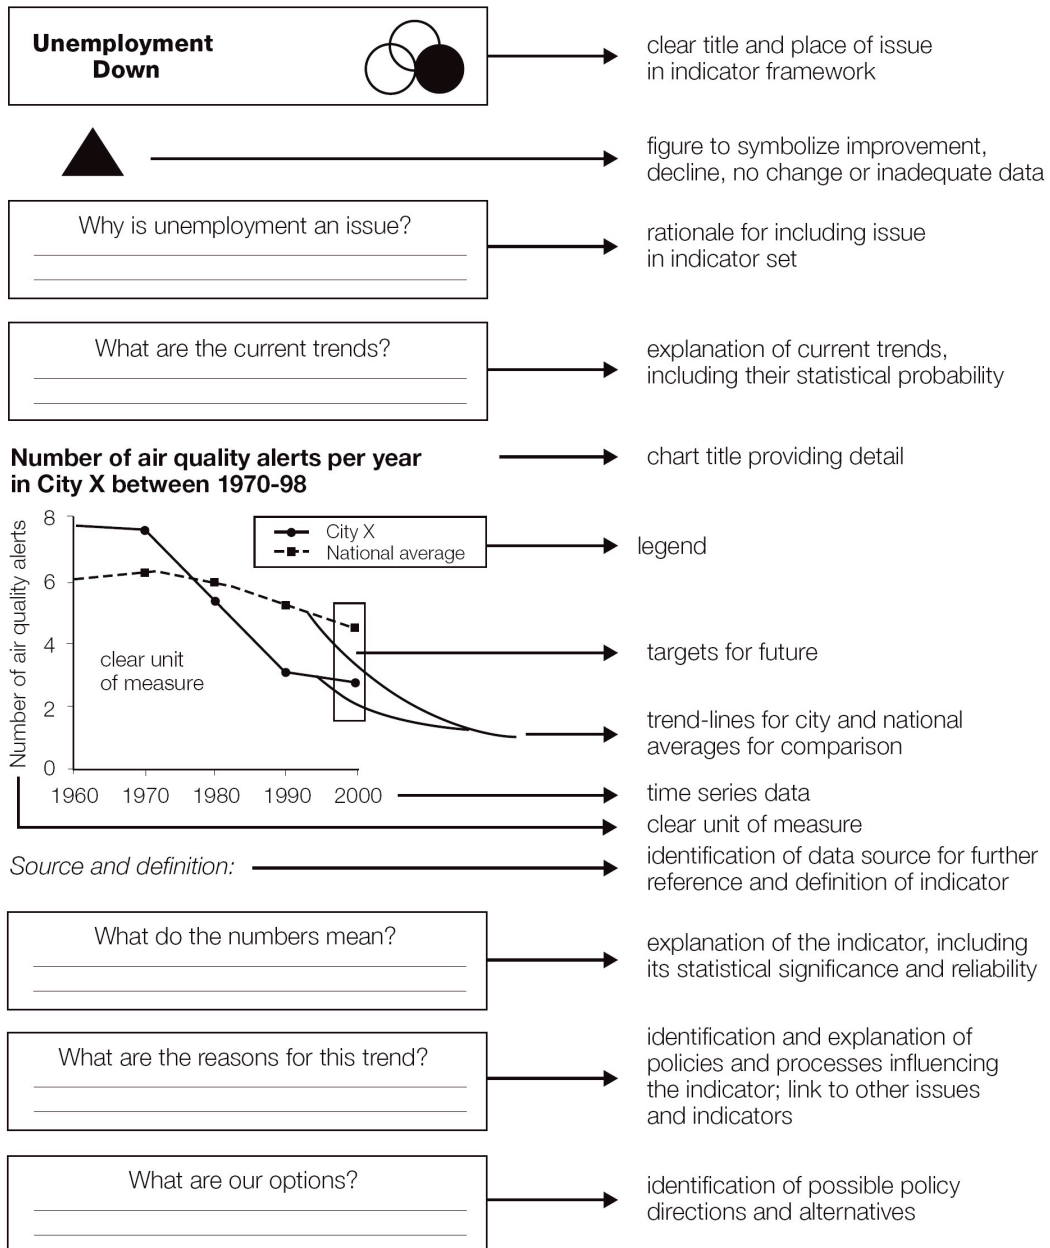 Unemployment
Down
clear title and place of issue
in indicator framework
figure to symbolize improvement,
decline, no change or inadequate data
Why is unemployment an issue?
rationale for including issue
in indicator set
What are the current trends?
explanation of current trends,
including their statistical probability
Number of air quality alerts per year
in City X between 1970-98
chart title providing detail
Number of air quality alerts
8
6
4
2
0
City X
National average
legend
clear unit
of measure
targets for future
trend-lines for city and national
averages for comparison
1960 1970 1980 1990 2000
time series data
clear unit of measure
Source and definition:
identification of data source for further
reference and definition of indicator
What do the numbers mean?
explanation of the indicator, including
its statistical significance and reliability
What are the reasons for this trend?
identification and explanation of
policies and processes influencing
the indicator; link to other issues
and indicators
What are our options?
identification of possible policy
directions and alternatives